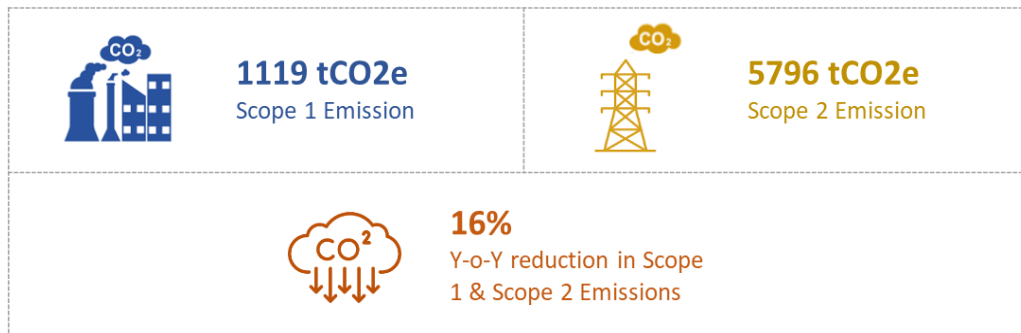 CO₂
1119 tCO2e
Scope 1 Emission
CO₂
5796 tCO2e
Scope 2 Emission
CO²
16%
Y-o-Y reduction in Scope
1 & Scope 2 Emissions